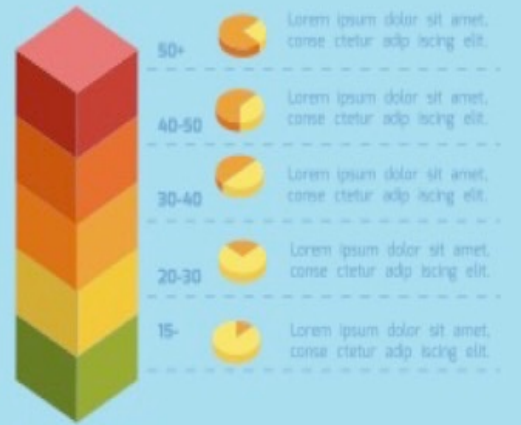 50+
Lorem ipsum dolor sit amet,
conse ctetur adip iscing elit.
40-50
Lorem ipsum dolor sit amet,
conse ctetur adip iscing elit.
30-40
Lorem ipsum dolor sit amet,
conse ctetur adip iscing elit.
20-30
Lorem ipsum dolor sit amet,
conse ctetur adip iscing elit.
15-
Lorem ipsum dolor sit amet,
conse ctetur adip iscing elit.